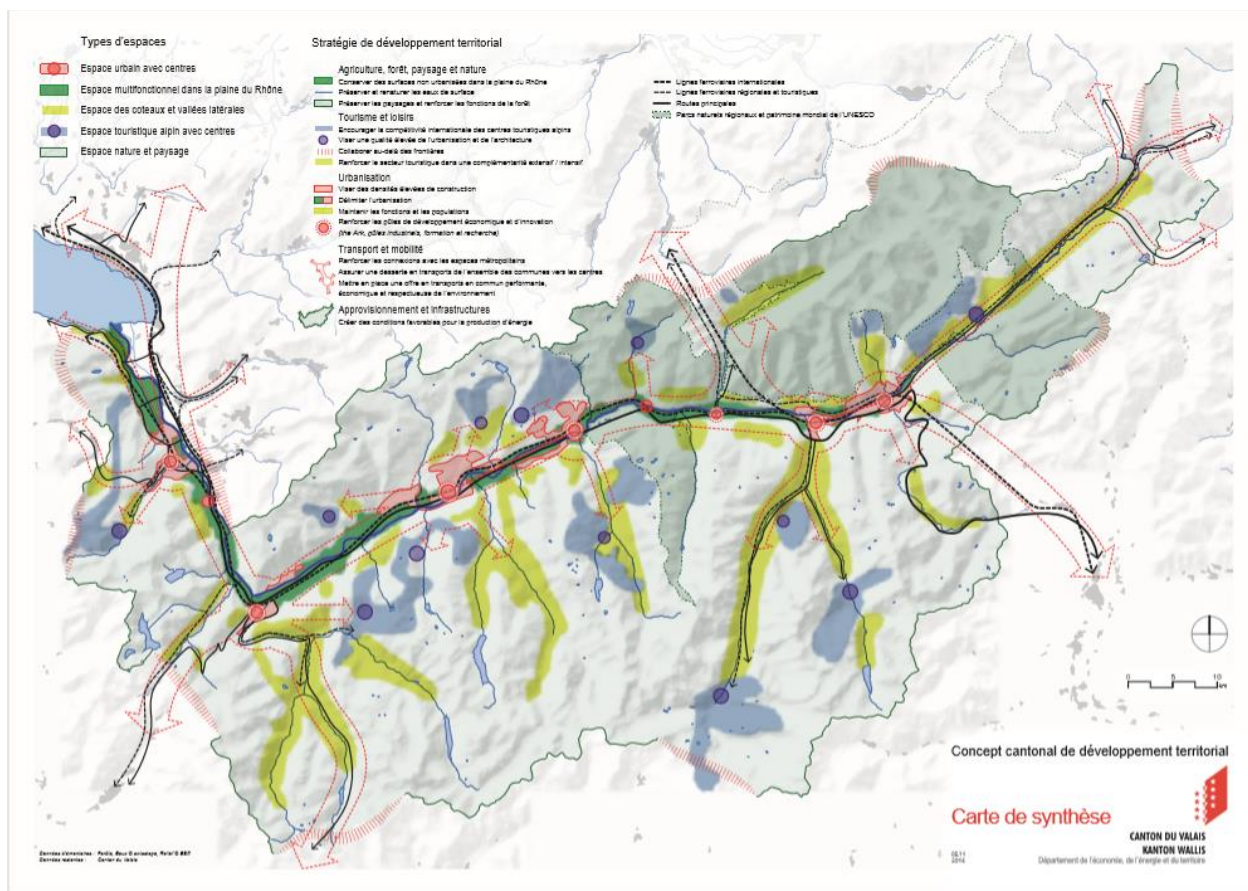 Types d'espaces
Espace urbain avec centres
Espace multifonctionnel dans la plaine du Rhône
Espace des coteaux et vallées latérales
Espace touristique alpin avec centres
Espace nature et paysage
Stratégie de développement territorial
Agriculture, forêt, paysage et nature
Conserver des surfaces non urbanisées dans la plaine du Rhône
Préserver et renaturer les eaux de surface
Préserver les paysages et renforcer les fonctions de la forêt
Tourisme et loisirs
Encourager la compétitivité internationale des centres touristiques alpins
Viser une qualité élevée de l'urbanisation et de l'architecture
Collaborer au-delà des frontières
Renforcer le secteur touristique dans une complémentarité extensif / intensif
Urbanisation
Viser des densités élevées de construction
Délimiter l'urbanisation
Maintenir les fonctions et les populations
Renforcer les pôles de développement économique et d'innovation
(the Ark, pôles industriels, formation et recherche)
Transport et mobilité
Renforcer les connexions avec les espaces métropolitains
Assurer une desserte en transports de l'ensemble des communes vers les centres
Mettre en place une offre en transports en commun performante,
économique et respectueuse de l'environnement
Approvisionnement et infrastructures
Créer des conditions favorables pour la production d'énergie
Lignes ferroviaires internationales
Lignes ferroviaires régionales et touristiques
Routes principales
Parcs naturels régionaux et patrimoine mondial de l'UNESCO
0 5 10
km
Concept cantonal de développement territorial
Carte de synthèse
CANTON DU VALAIS
KANTON WALLIS
Département de l'économie, de l'énergie et du territoire